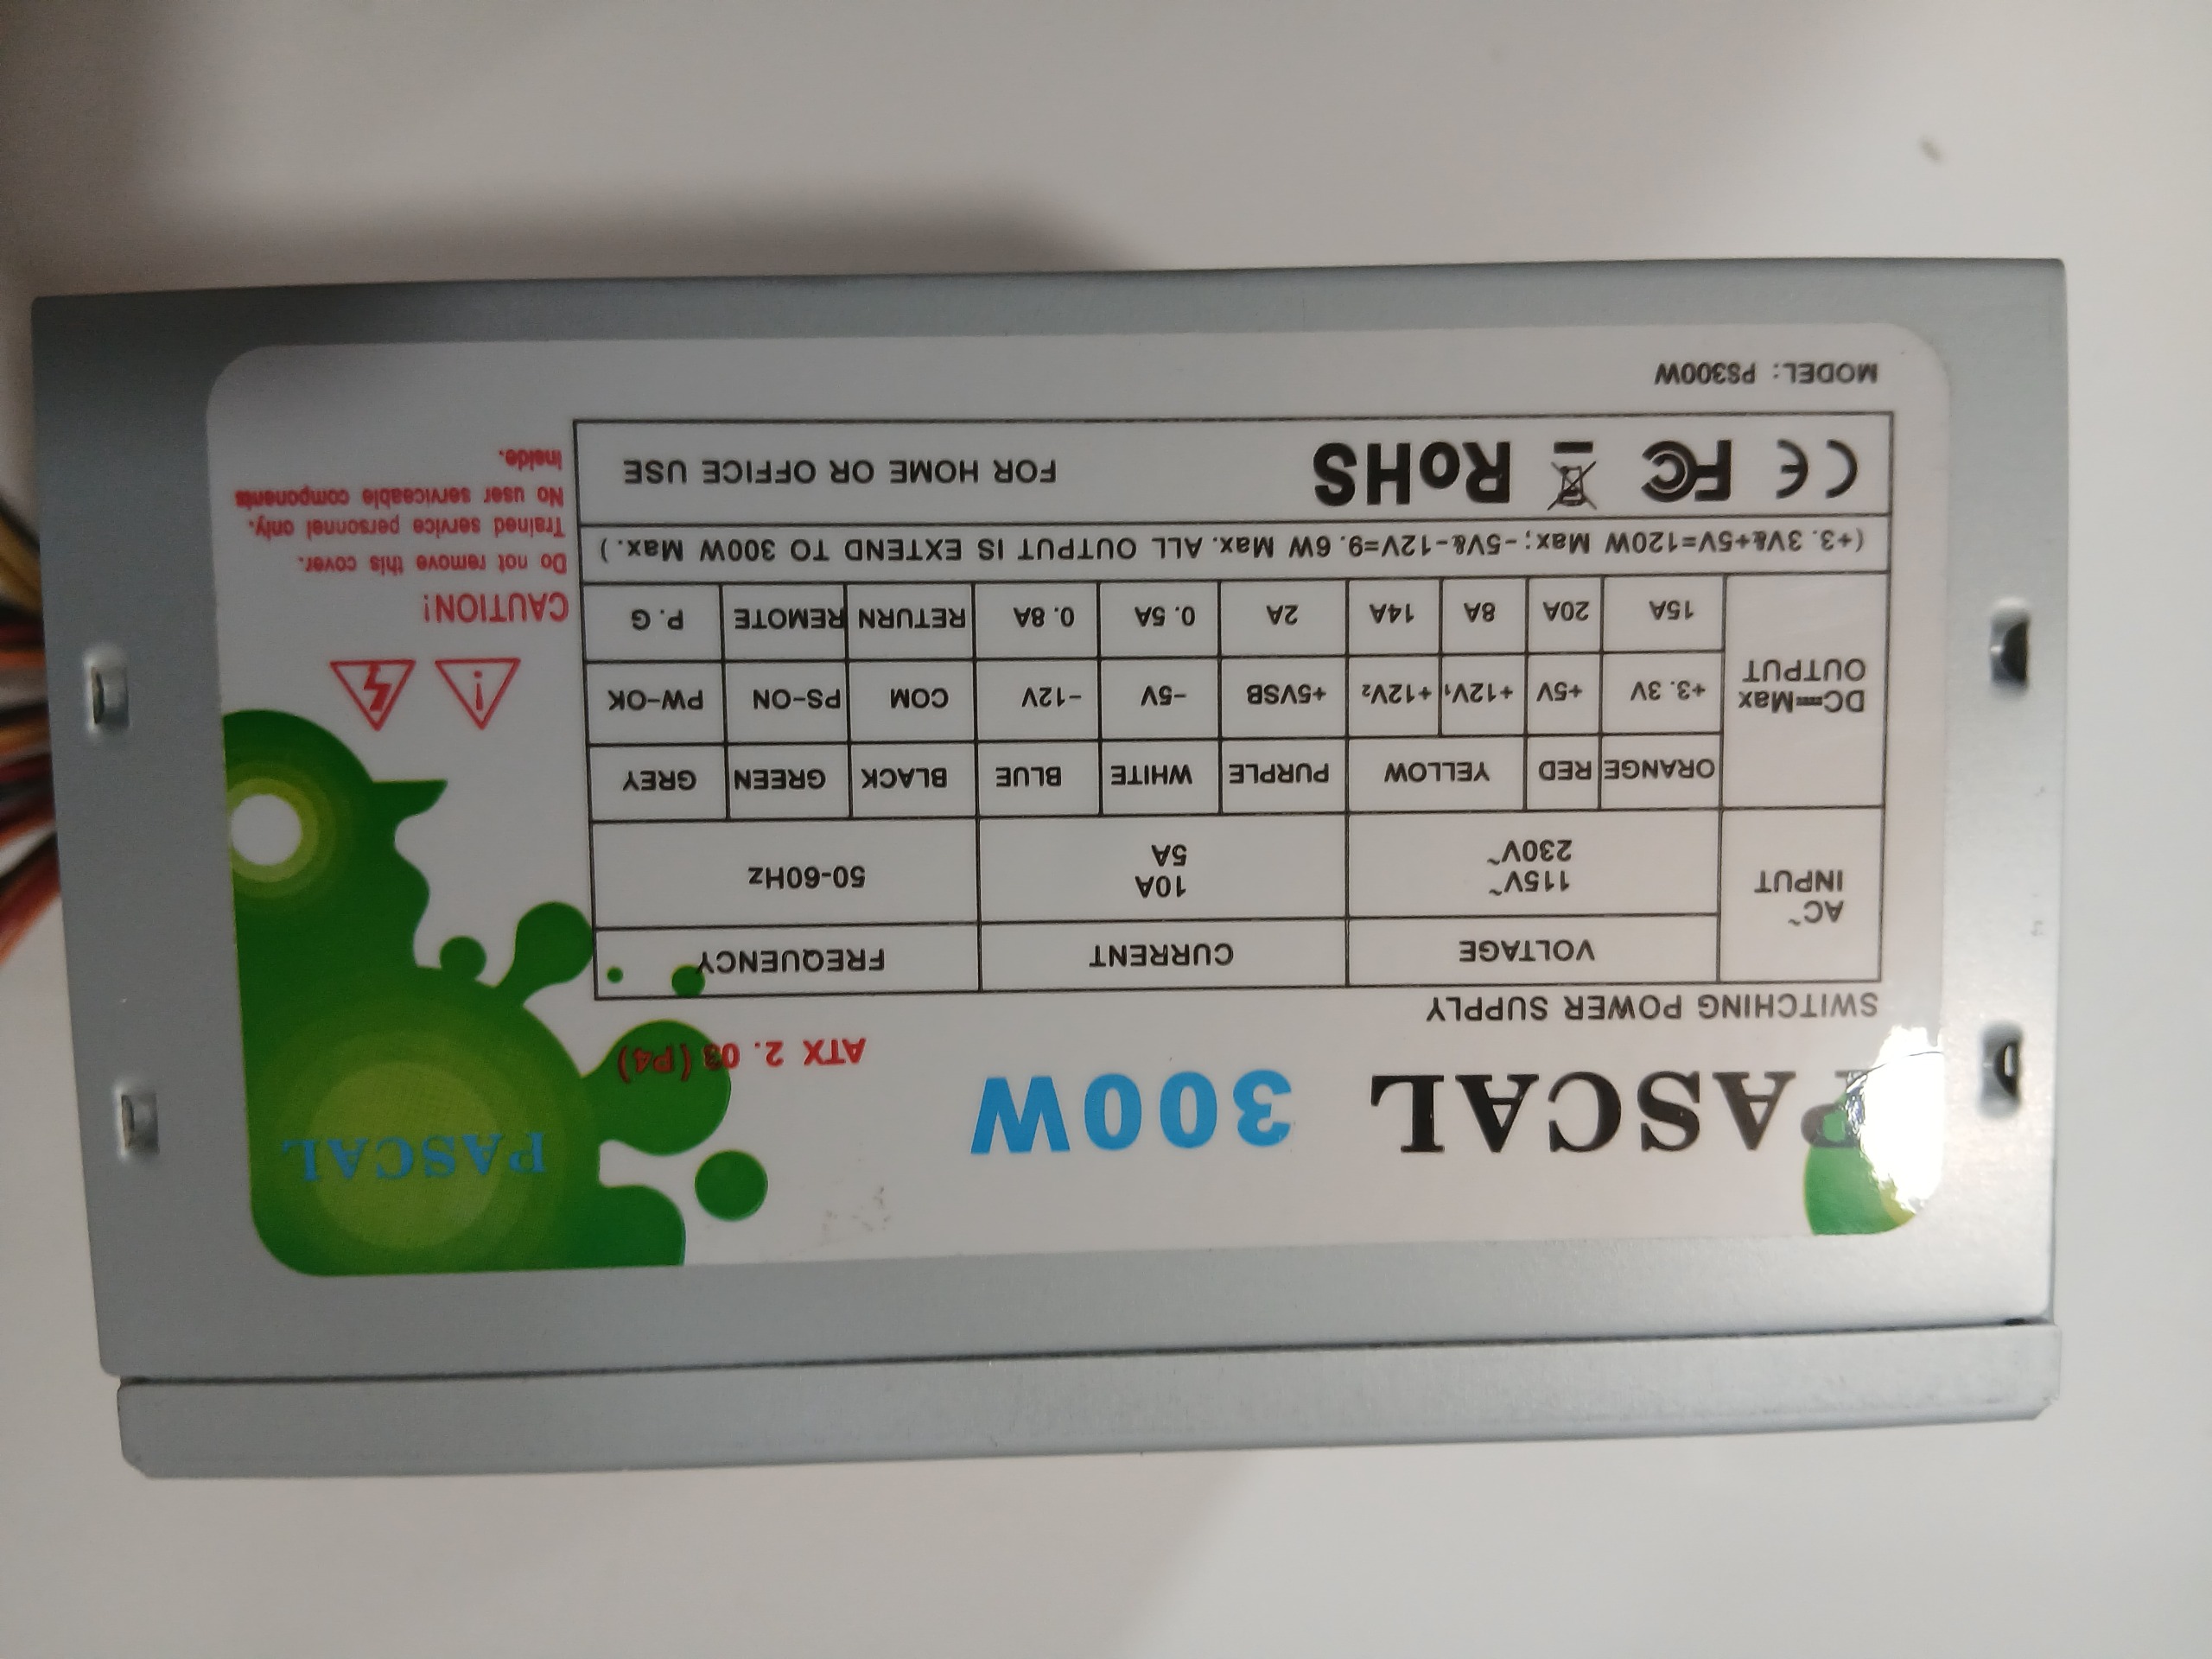 PASCAL 300W
ATX 2. 03 (P4)
PASCAL
SWITCHING POWER SUPPLY
AC~ INPUT VOLTAGE CURRENT FREQUENCY
115V~ 10A 50-60Hz
230V~ 5A
DC⎓Max OUTPUT ORANGE RED YELLOW PURPLE WHITE BLUE BLACK GREEN GREY
+3. 3V +5V +12V₁ +12V₂ +5VSB -5V -12V COM PS-ON PW-OK
15A 20A 8A 14A 2A 0. 5A 0. 8A RETURN REMOTE P. G
(+3. 3V&+5V=120W Max; -5V&-12V=9. 6W Max. ALL OUTPUT IS EXTEND TO 300W Max. )
CE FC RoHS FOR HOME OR OFFICE USE
MODEL: PS300W
CAUTION!
Do not remove this cover.
Trained service personnel only.
No user serviceable components
inside.